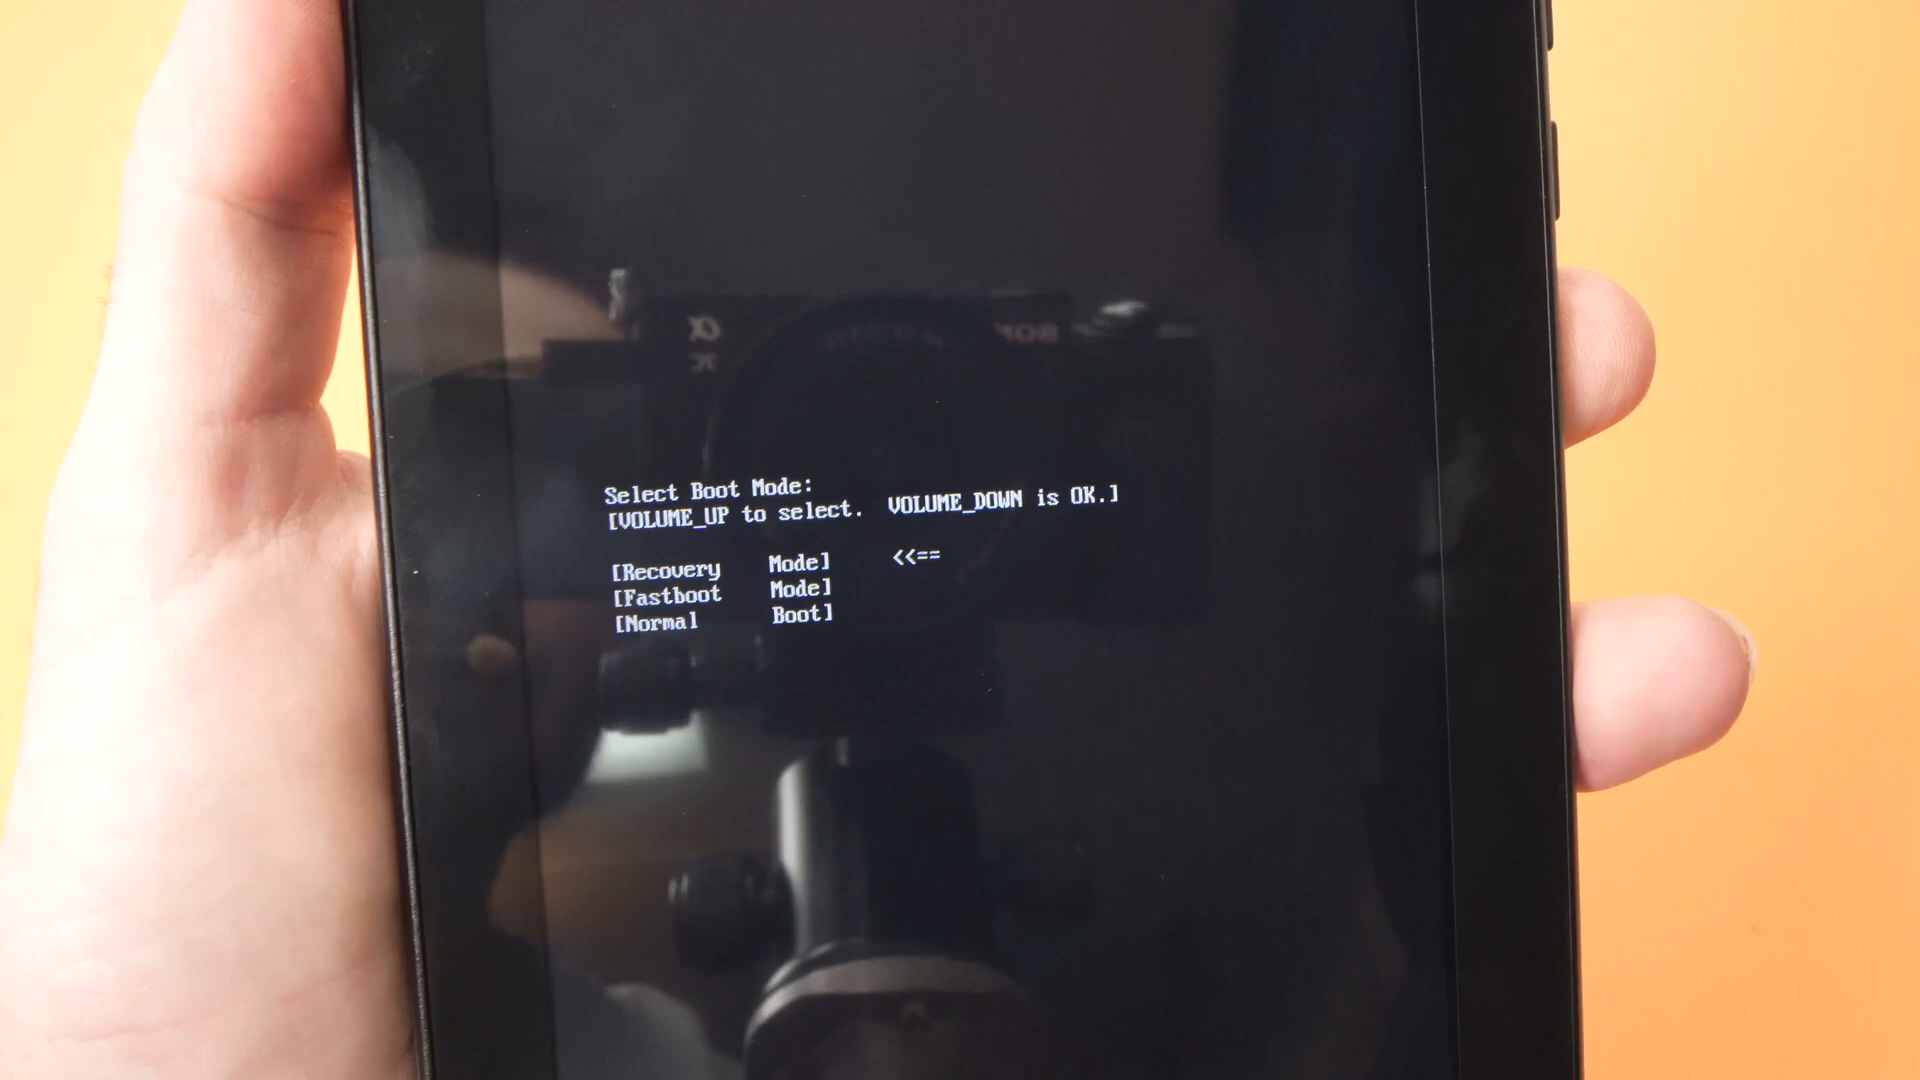 Select Boot Mode:
[VOLUME_UP to select.  VOLUME_DOWN is OK.]
[Recovery    Mode]     <<==
[Fastboot    Mode]
[Normal      Boot]